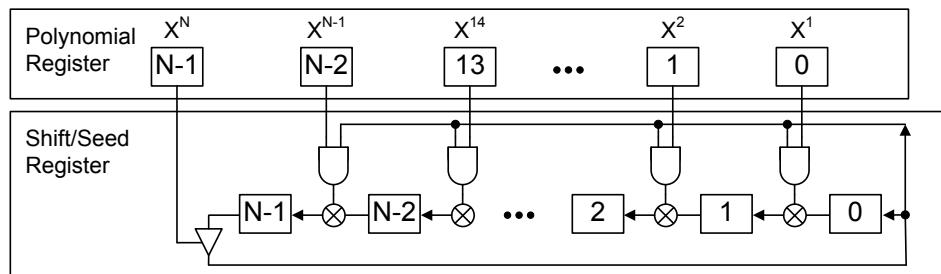 Polynomial
Register
X^N X^N-1 X^14 X^2 X^1
N-1 N-2 13 ••• 1 0
Shift/Seed
Register
N-1 N-2 ••• 2 1 0